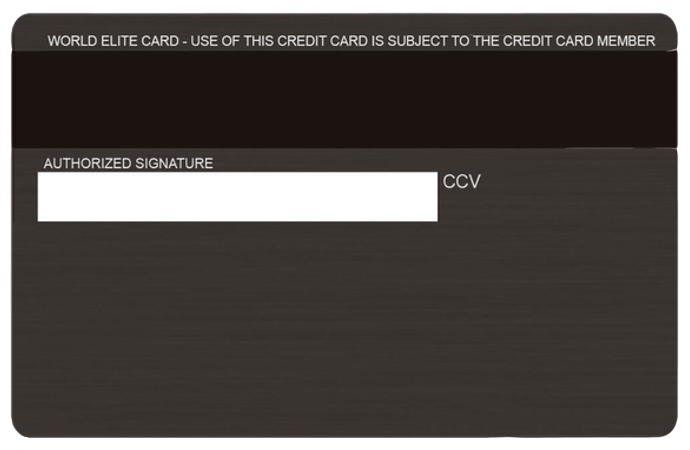 WORLD ELITE CARD - USE OF THIS CREDIT CARD IS SUBJECT TO THE CREDIT CARD MEMBER
AUTHORIZED SIGNATURE
CCV